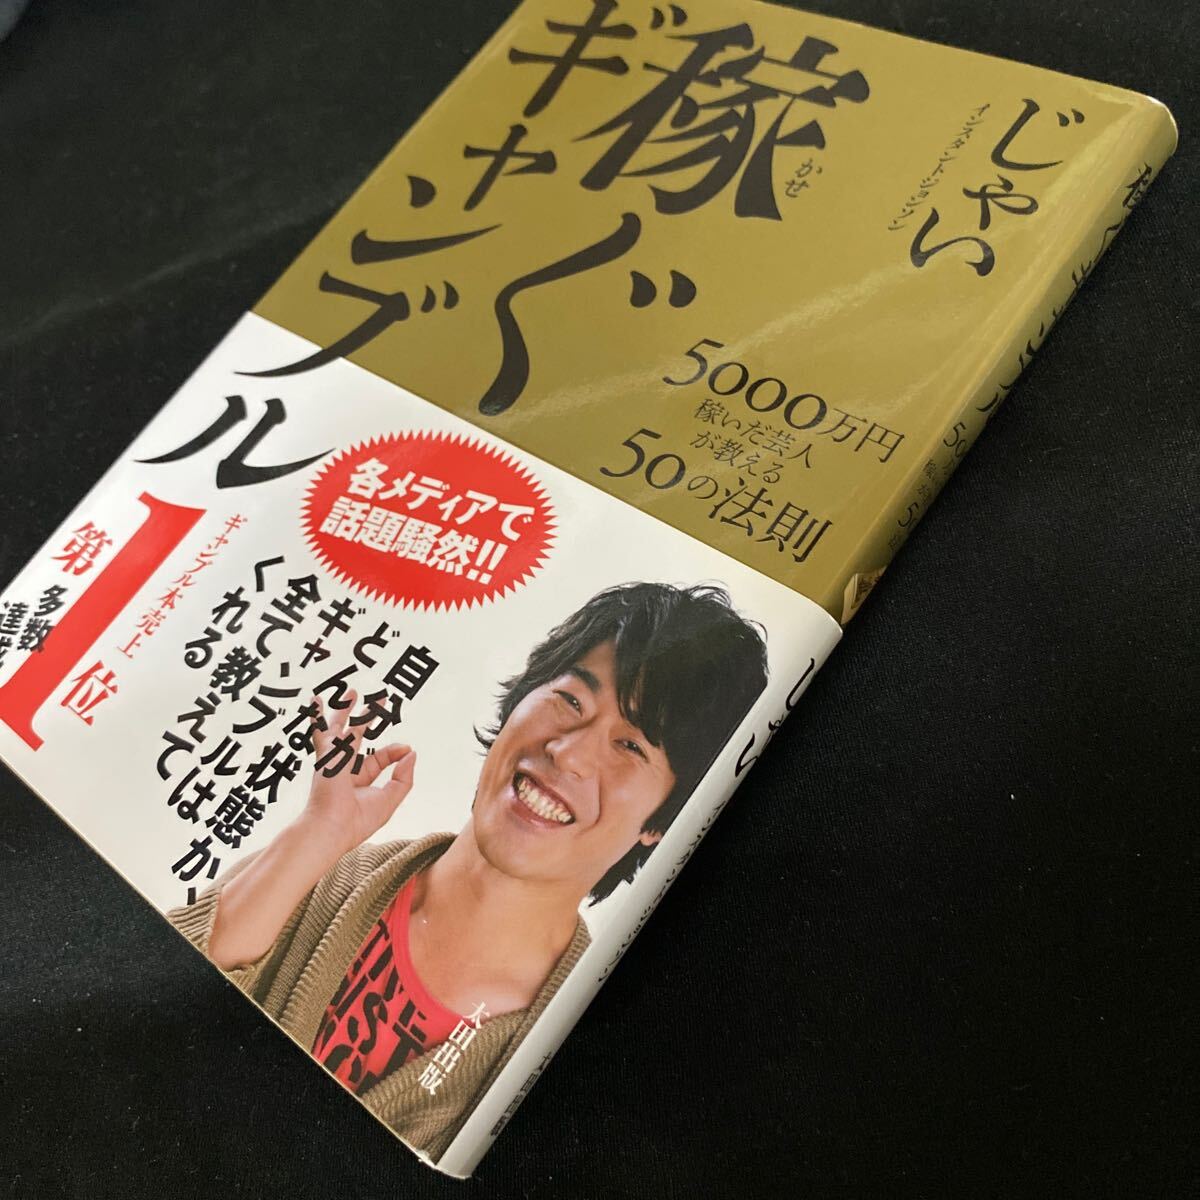 じゃい
インスタントジョンソン
稼ぐ
かせ
ギャンブル
5000万円
稼いだ芸人
が教える
50の法則
各メディアで
話題騒然!!
ギャンブル本売上
第1位
多数
自分が
どんな状態か、
ギャンブルは
全て教えて
くれる
太田出版
じゃい